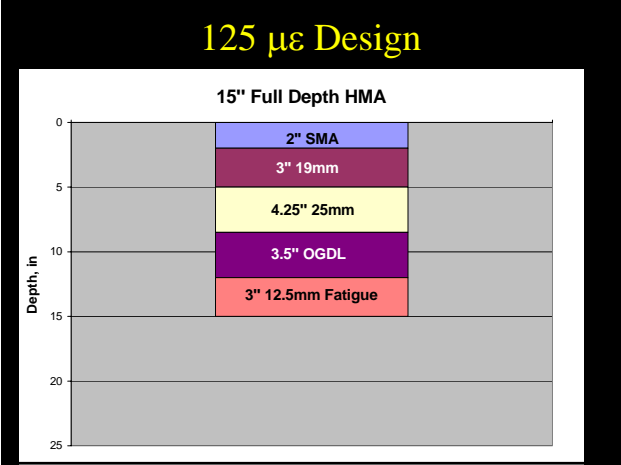 125 με Design
15" Full Depth HMA
0
2" SMA
3" 19mm
5
4.25" 25mm
10
3.5" OGDL
3" 12.5mm Fatigue
15
20
25
Depth, in